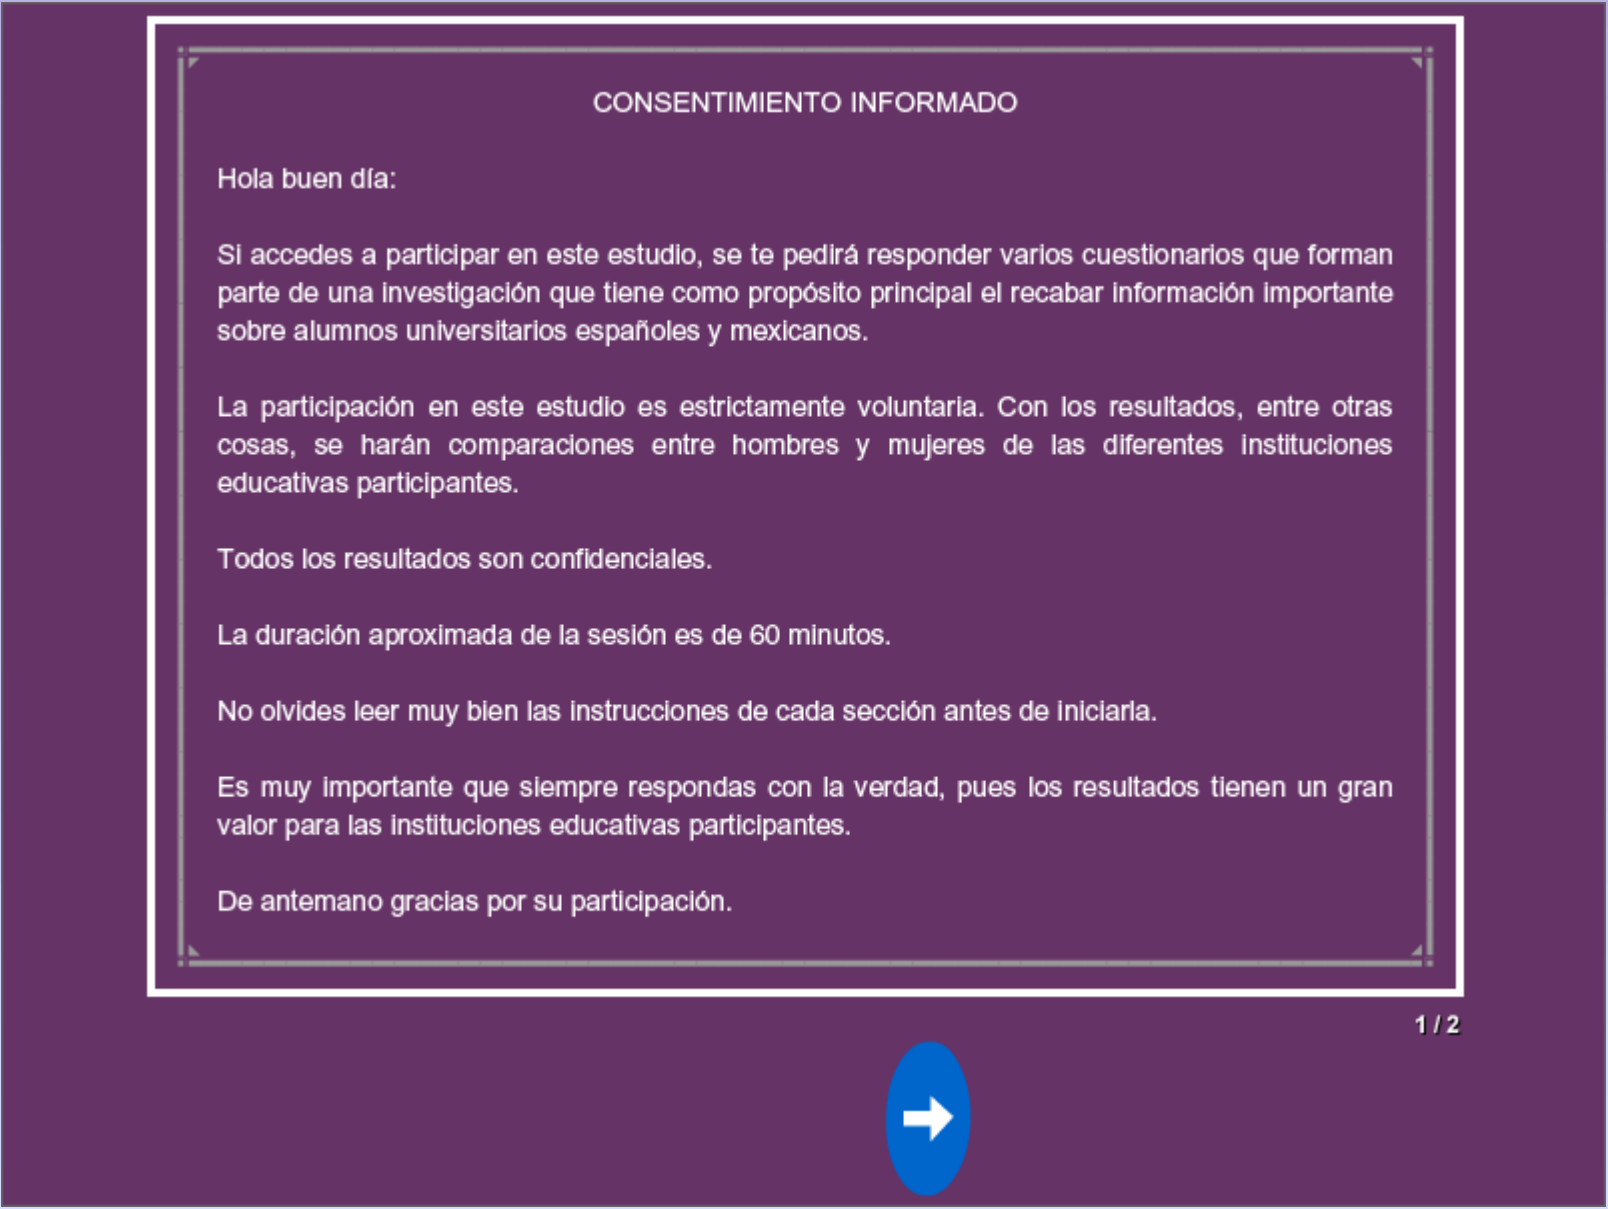 CONSENTIMIENTO INFORMADO
Hola buen día:
Si accedes a participar en este estudio, se te pedirá responder varios cuestionarios que forman
parte de una investigación que tiene como propósito principal el recabar información importante
sobre alumnos universitarios españoles y mexicanos.
La participación en este estudio es estrictamente voluntaria. Con los resultados, entre otras
cosas, se harán comparaciones entre hombres y mujeres de las diferentes instituciones
educativas participantes.
Todos los resultados son confidenciales.
La duración aproximada de la sesión es de 60 minutos.
No olvides leer muy bien las instrucciones de cada sección antes de iniciarla.
Es muy importante que siempre respondas con la verdad, pues los resultados tienen un gran
valor para las instituciones educativas participantes.
De antemano gracias por su participación.
1 / 2